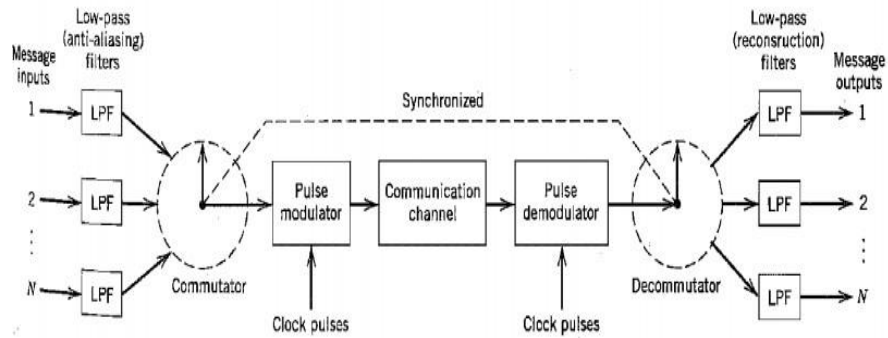 Low-pass
(anti-aliasing)
filters
Message
inputs
1
LPF
2
LPF
⋮
N
LPF
Commutator
Synchronized
Pulse
modulator
Clock pulses
Communication
channel
Pulse
demodulator
Clock pulses
Decommutator
Low-pass
(reconsruction)
filters
Message
outputs
LPF
1
LPF
2
⋮
LPF
N